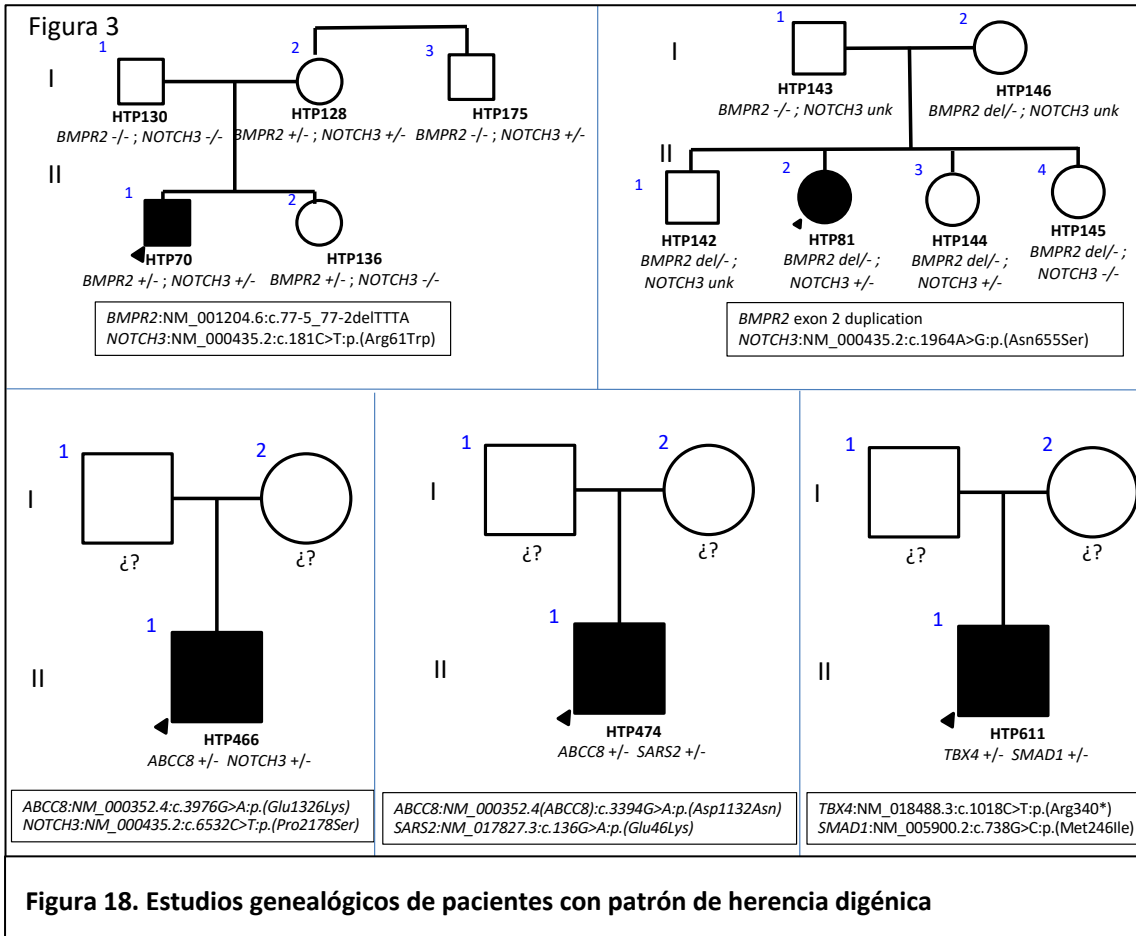 Figura 3
1
2
3
I
HTP130
HTP128
HTP175
BMPR2 -/- ; NOTCH3 -/-
BMPR2 +/- ; NOTCH3 +/-
BMPR2 -/- ; NOTCH3 +/-
II
1
2
HTP70
HTP136
BMPR2 +/- ; NOTCH3 +/-
BMPR2 +/- ; NOTCH3 -/-
BMPR2:NM_001204.6:c.77-5_77-2delTTTA
NOTCH3:NM_000435.2:c.181C>T:p.(Arg61Trp)
1
2
I
HTP143
HTP146
BMPR2 -/- ; NOTCH3 unk
BMPR2 del/- ; NOTCH3 unk
II
1
2
3
4
HTP142
HTP81
HTP144
HTP145
BMPR2 del/- ;
NOTCH3 unk
BMPR2 del/- ;
NOTCH3 +/-
BMPR2 del/- ;
NOTCH3 +/-
BMPR2 del/- ;
NOTCH3 -/-
BMPR2 exon 2 duplication
NOTCH3:NM_000435.2:c.1964A>G:p.(Asn655Ser)
1
2
I
¿?
¿?
1
II
HTP466
ABCC8 +/- NOTCH3 +/-
ABCC8:NM_000352.4:c.3976G>A:p.(Glu1326Lys)
NOTCH3:NM_000435.2:c.6532C>T:p.(Pro2178Ser)
1
2
I
¿?
¿?
1
II
HTP474
ABCC8 +/- SARS2 +/-
ABCC8:NM_000352.4(ABCC8):c.3394G>A:p.(Asp1132Asn)
SARS2:NM_017827.3:c.136G>A:p.(Glu46Lys)
1
2
I
¿?
¿?
1
II
HTP611
TBX4 +/- SMAD1 +/-
TBX4:NM_018488.3:c.1018C>T:p.(Arg340*)
SMAD1:NM_005900.2:c.738G>C:p.(Met246Ile)
Figura 18. Estudios genealógicos de pacientes con patrón de herencia digénica